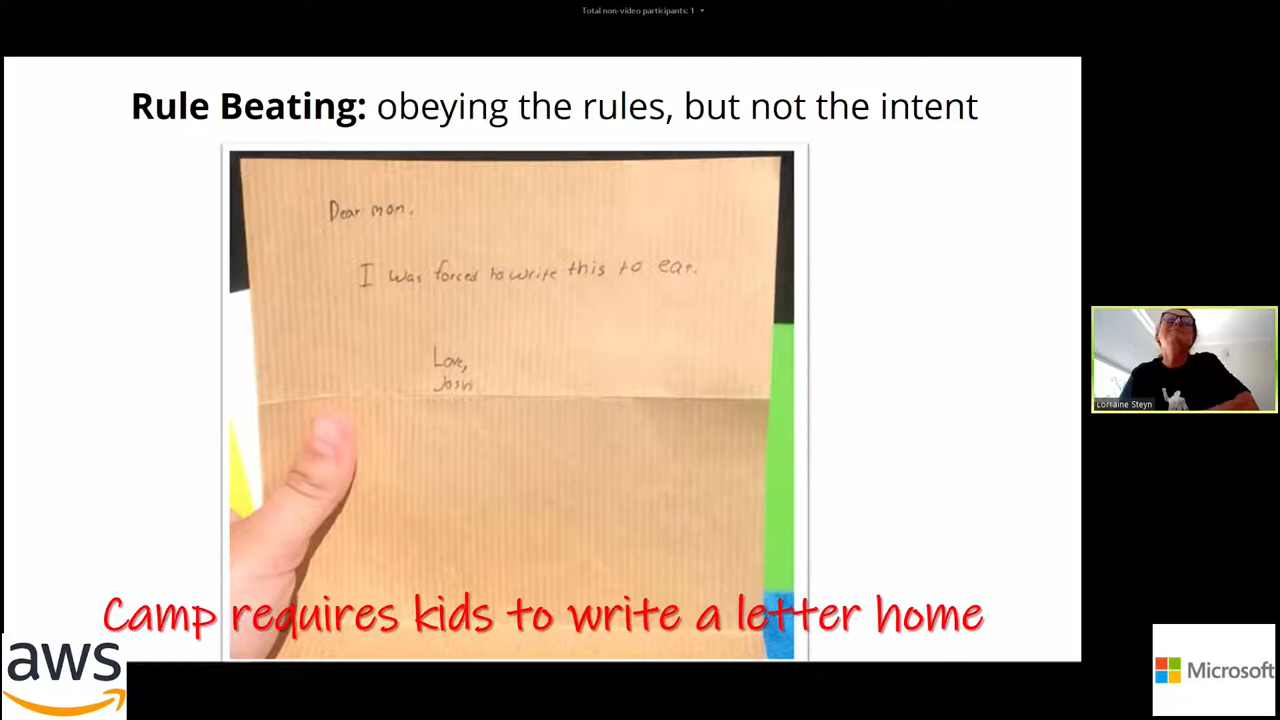 Total non-video participants: 1
Rule Beating: obeying the rules, but not the intent
Dear mom.
I was forced to write this to eat.
Love,
Josh
Camp requires kids to write a letter home
Lorraine Steyn
aws
Microsoft